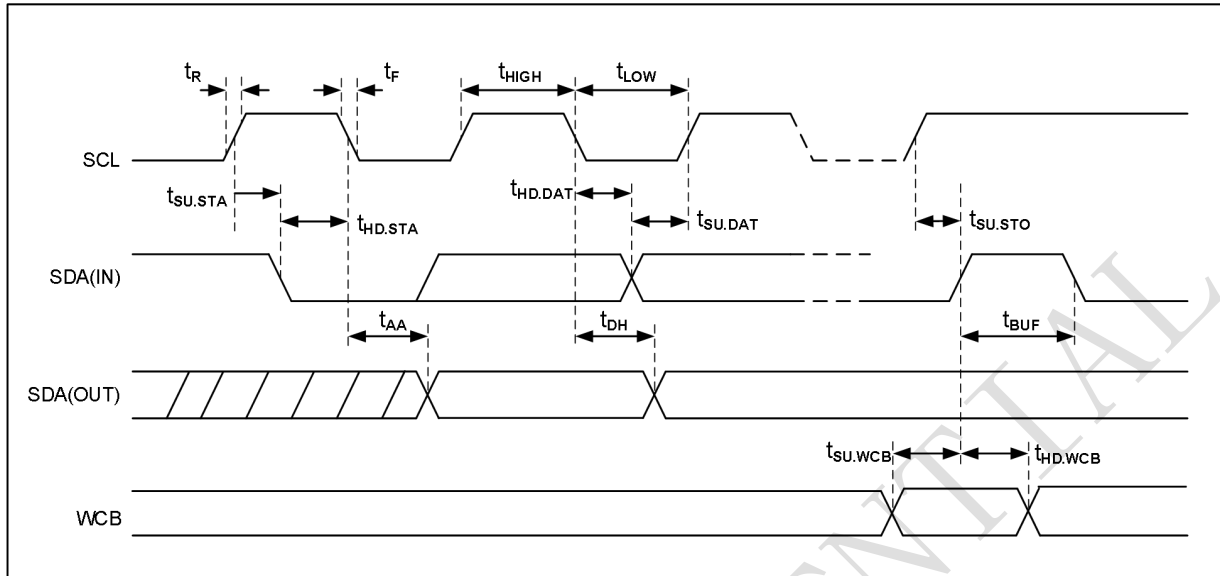 tR
tF
tHIGH
tLOW
SCL
tSU.STA
tHD.STA
tHD.DAT
tSU.DAT
tSU.STO
SDA(IN)
tAA
tDH
tBUF
SDA(OUT)
tSU.WCB
tHD.WCB
WCB
NTIAL